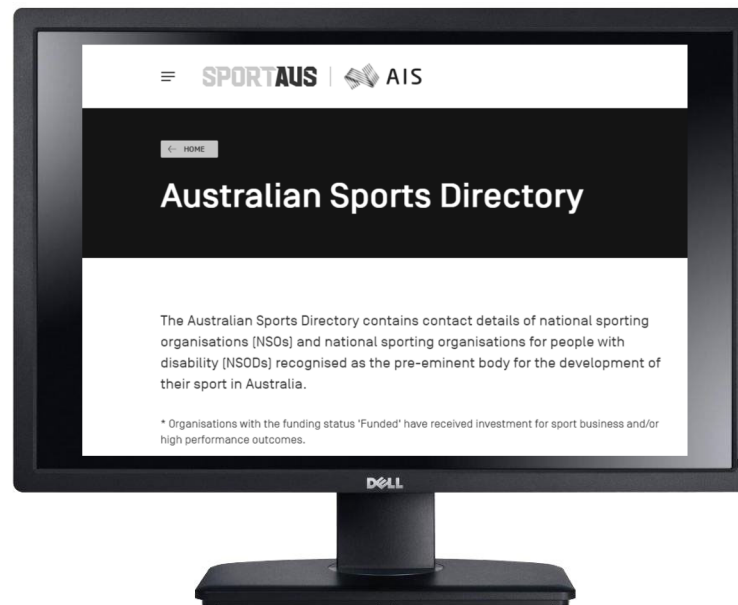 SPORTAUS | AIS
← HOME
Australian Sports Directory
The Australian Sports Directory contains contact details of national sporting
organisations [NSOs] and national sporting organisations for people with
disability [NSODs] recognised as the pre-eminent body for the development of
their sport in Australia.
* Organisations with the funding status 'Funded' have received investment for sport business and/or
high performance outcomes.
DELL